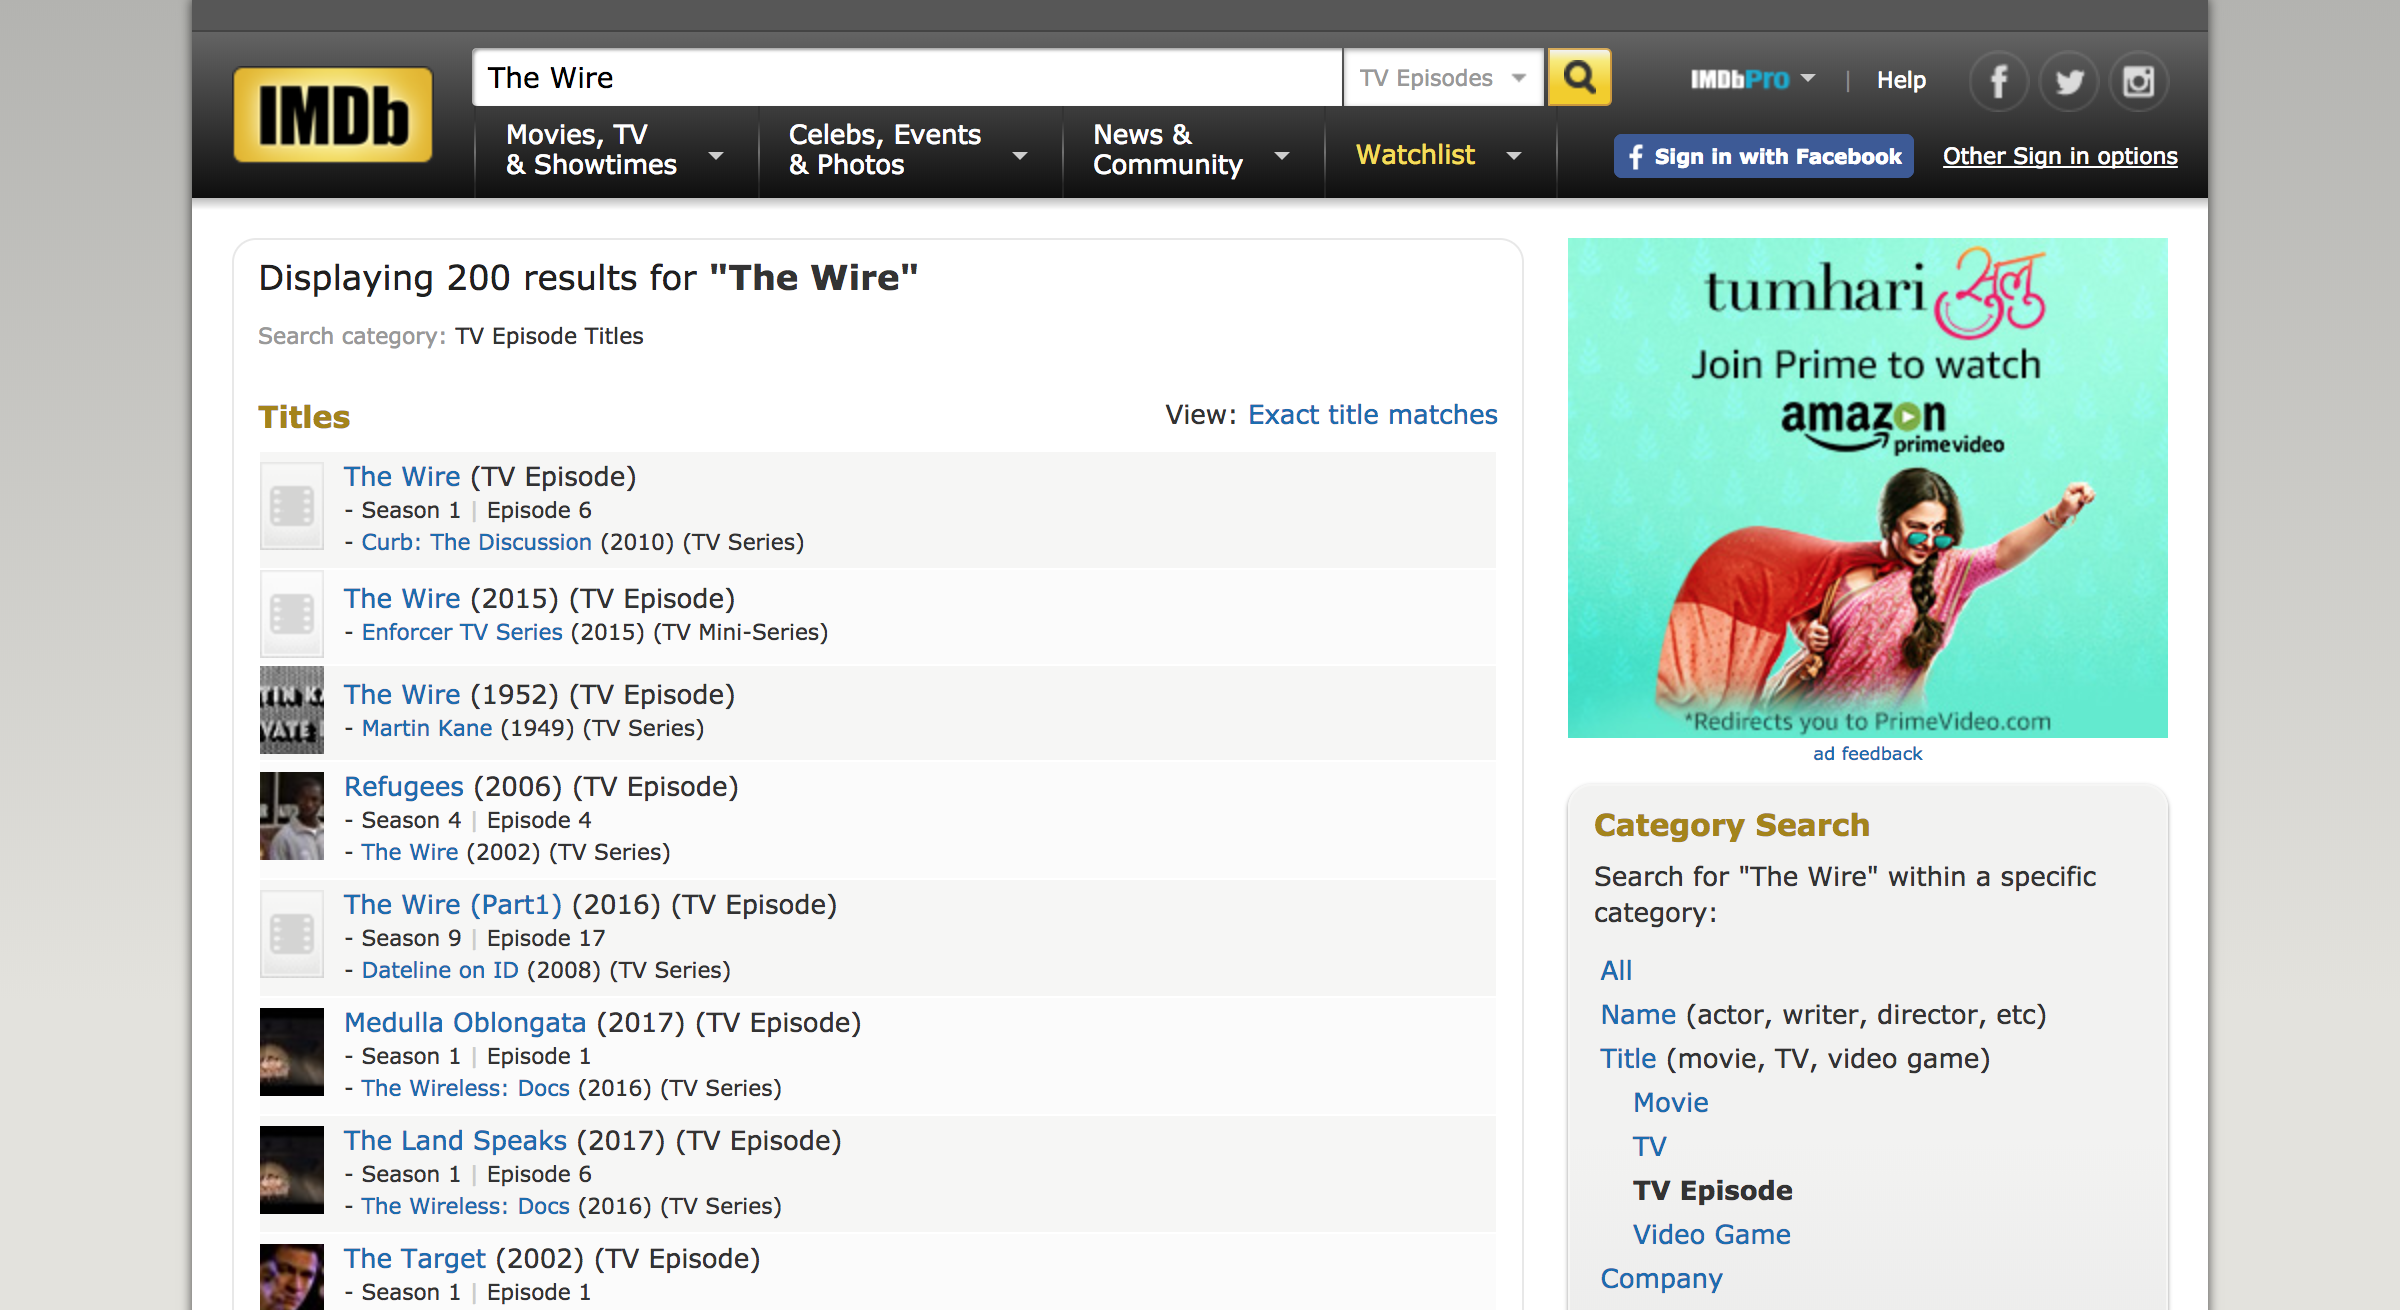 IMDb
The Wire
TV Episodes
IMDbPro | Help
Movies, TV
& Showtimes
Celebs, Events
& Photos
News &
Community
Watchlist
f Sign in with Facebook
Other Sign in options
Displaying 200 results for "The Wire"
Search category: TV Episode Titles
Titles
View: Exact title matches
The Wire (TV Episode)
- Season 1 | Episode 6
- Curb: The Discussion (2010) (TV Series)
The Wire (2015) (TV Episode)
- Enforcer TV Series (2015) (TV Mini-Series)
The Wire (1952) (TV Episode)
- Martin Kane (1949) (TV Series)
Refugees (2006) (TV Episode)
- Season 4 | Episode 4
- The Wire (2002) (TV Series)
The Wire (Part1) (2016) (TV Episode)
- Season 9 | Episode 17
- Dateline on ID (2008) (TV Series)
Medulla Oblongata (2017) (TV Episode)
- Season 1 | Episode 1
- The Wireless: Docs (2016) (TV Series)
The Land Speaks (2017) (TV Episode)
- Season 1 | Episode 6
- The Wireless: Docs (2016) (TV Series)
The Target (2002) (TV Episode)
- Season 1 | Episode 1
tumhari सुलु
Join Prime to watch
amazon
prime video
*Redirects you to PrimeVideo.com
ad feedback
Category Search
Search for "The Wire" within a specific
category:
All
Name (actor, writer, director, etc)
Title (movie, TV, video game)
Movie
TV
TV Episode
Video Game
Company